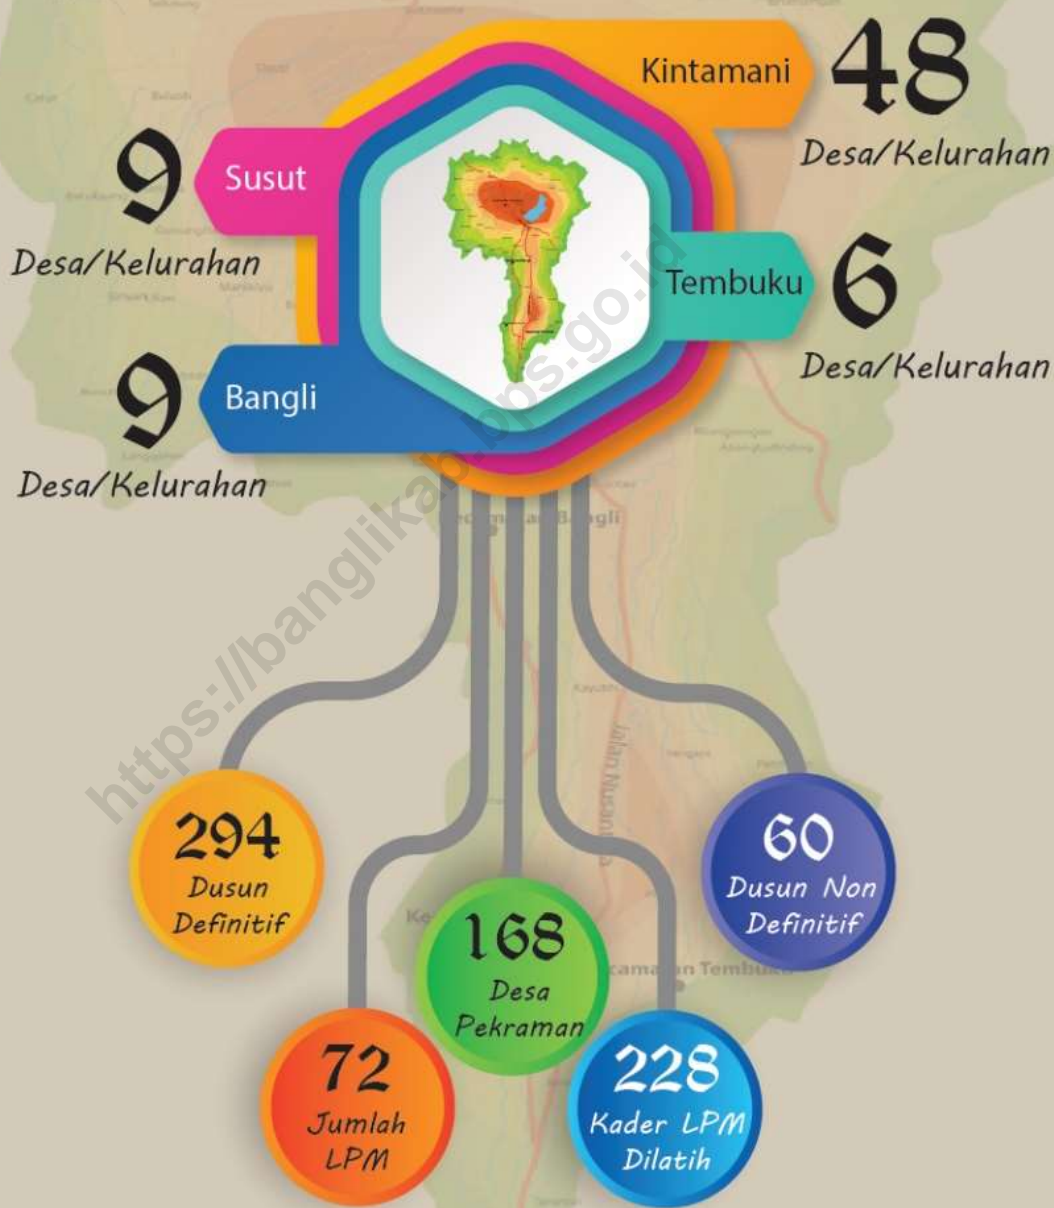 Kintamani
48
Desa/Kelurahan
9
Susut
Desa/Kelurahan
Tembuku
6
Desa/Kelurahan
9
Bangli
Desa/Kelurahan
https://banglikab.bps.go.id
Jalan Nusantara
294
Dusun
Definitif
60
Dusun Non
Definitif
168
Desa
Pekraman
72
Jumlah
LPM
228
Kader LPM
Dilatih